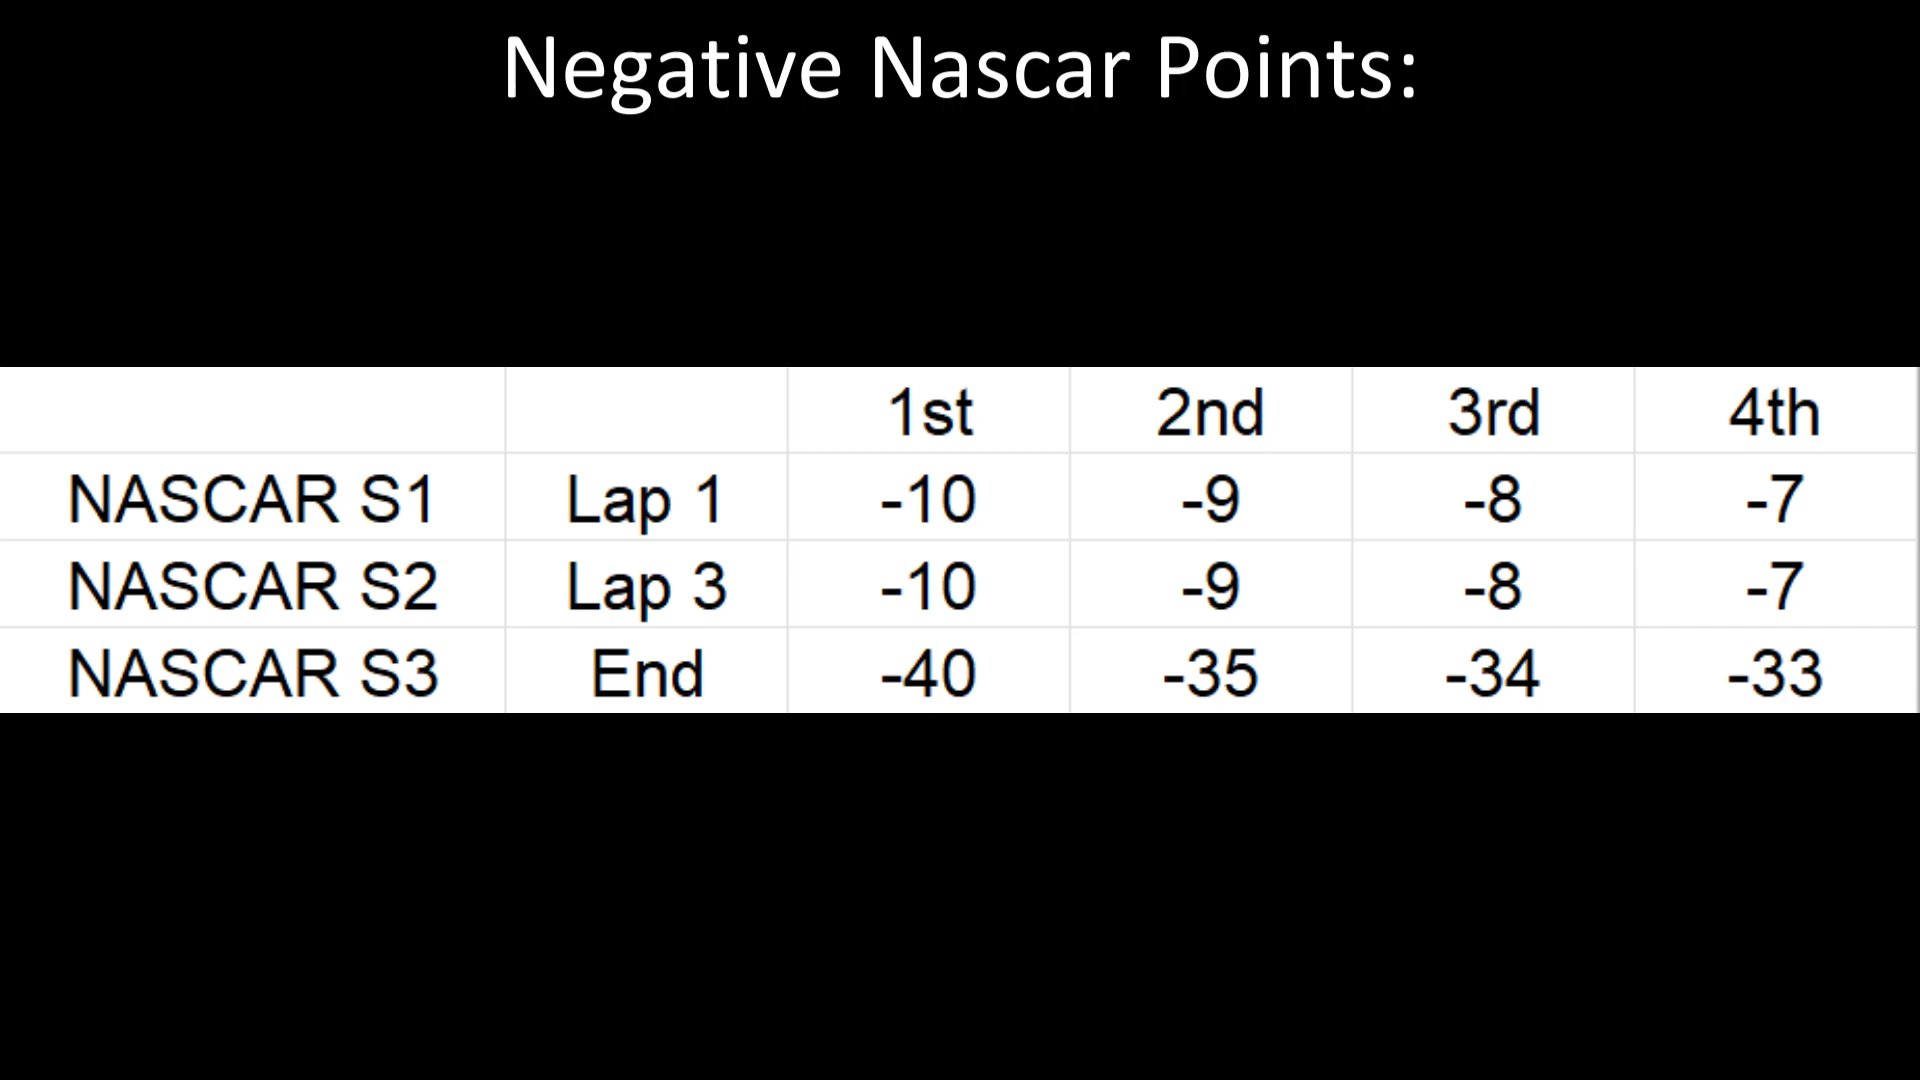 Negative Nascar Points:
1st 2nd 3rd 4th
NASCAR S1 Lap 1 -10 -9 -8 -7
NASCAR S2 Lap 3 -10 -9 -8 -7
NASCAR S3 End -40 -35 -34 -33